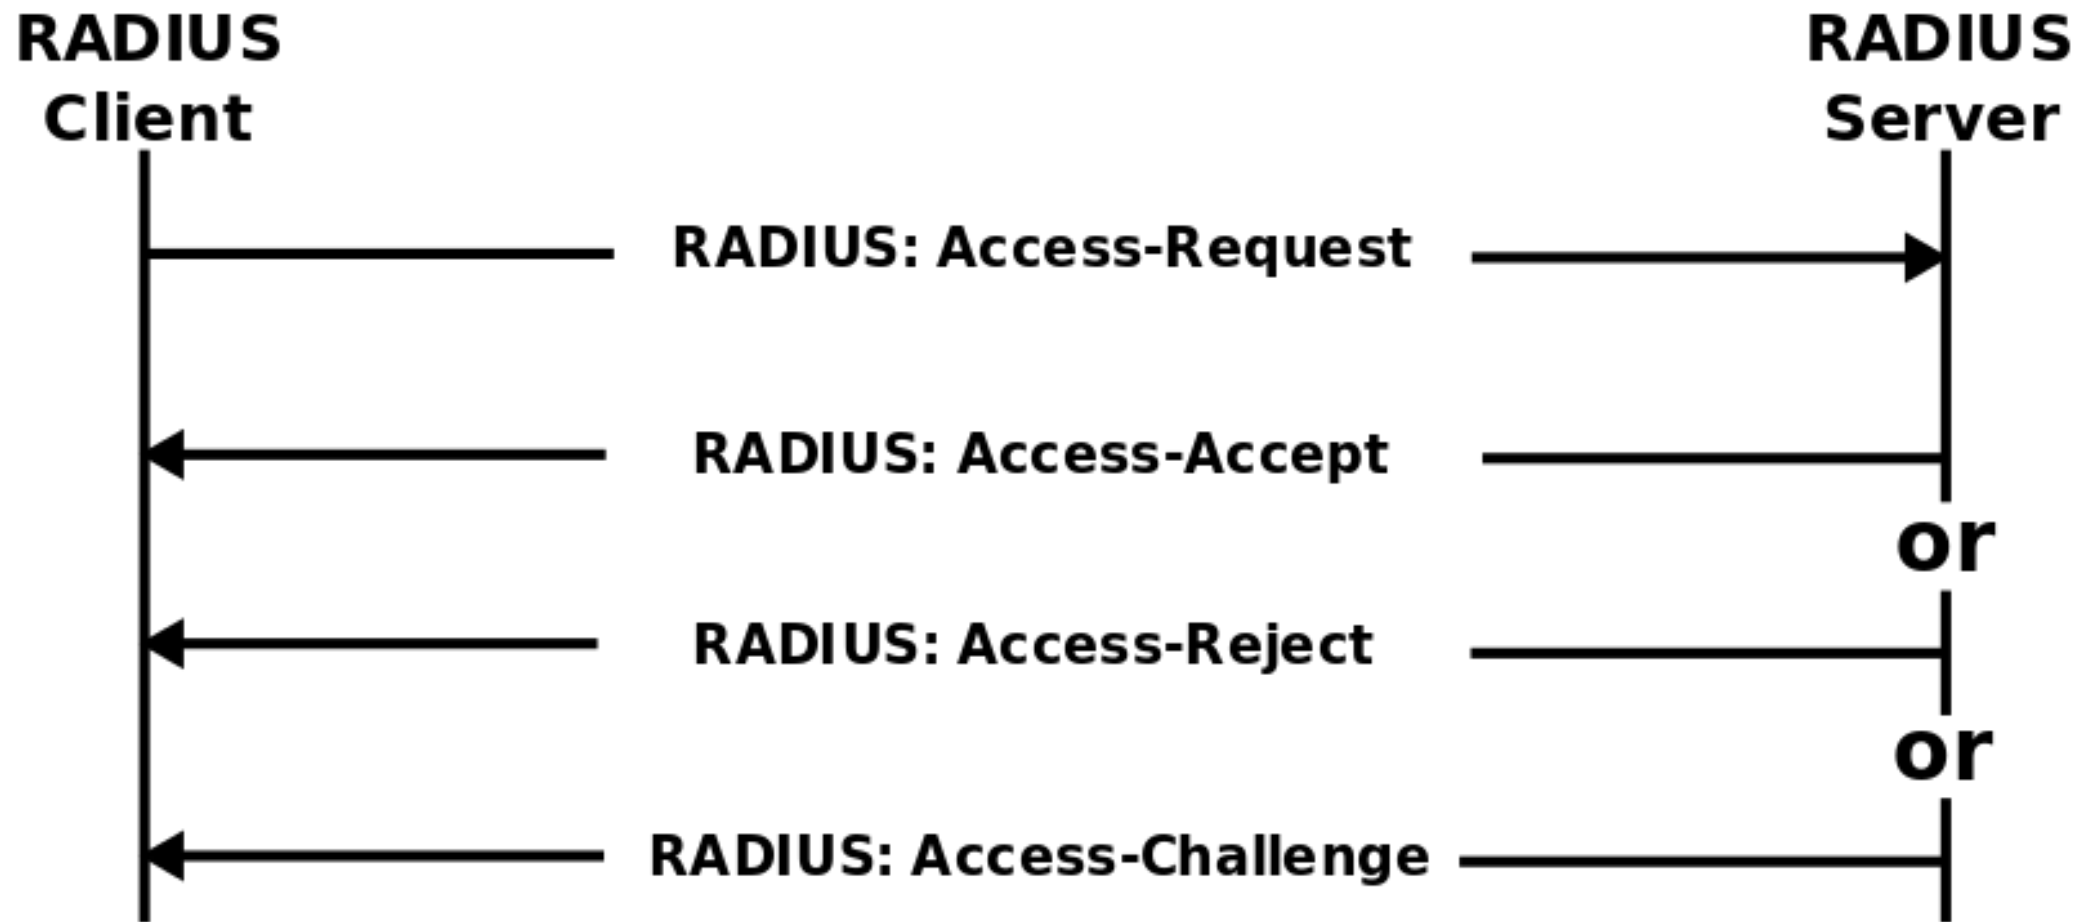 RADIUS
Client
RADIUS
Server
RADIUS: Access-Request
RADIUS: Access-Accept
or
RADIUS: Access-Reject
or
RADIUS: Access-Challenge